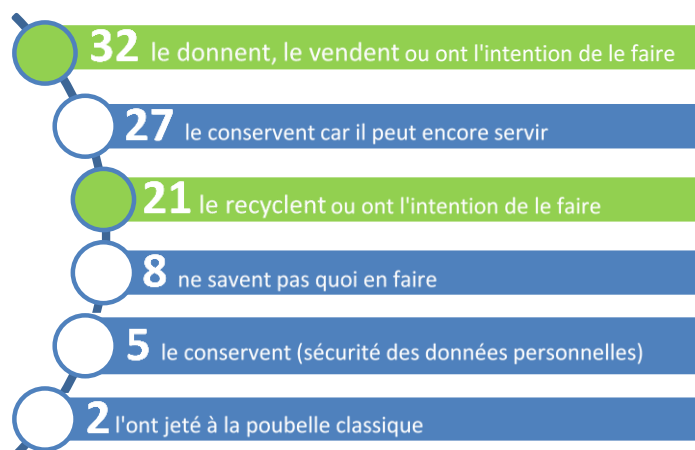 32 le donnent, le vendent ou ont l'intention de le faire
27 le conservent car il peut encore servir
21 le recyclent ou ont l'intention de le faire
8 ne savent pas quoi en faire
5 le conservent (sécurité des données personnelles)
2 l'ont jeté à la poubelle classique